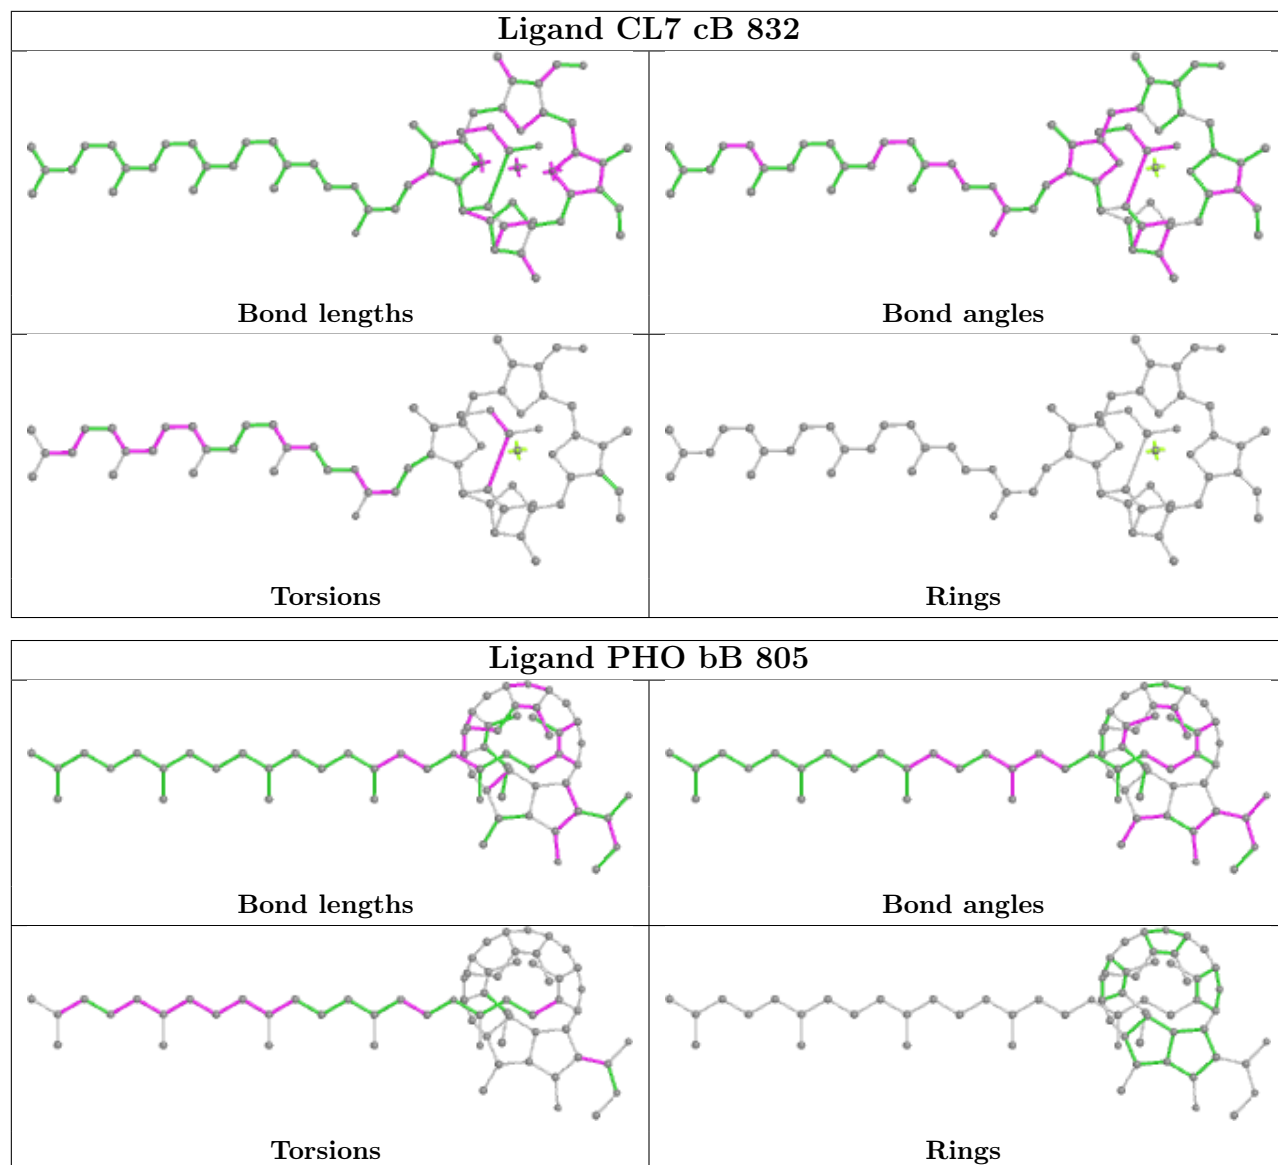 Ligand CL7 cB 832
Bond lengths
Bond angles
Torsions
Rings
Ligand PHO bB 805
Bond lengths
Bond angles
Torsions
Rings